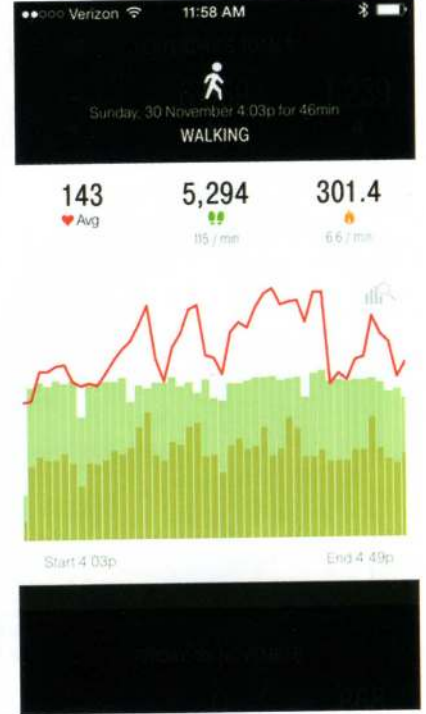 Verizon 11:58 AM
Sunday, 30 November 4:03p for 46min
WALKING
143 5,294 301.4
Avg
115 / min 6.6 / min
Start 4:03p End 4:49p